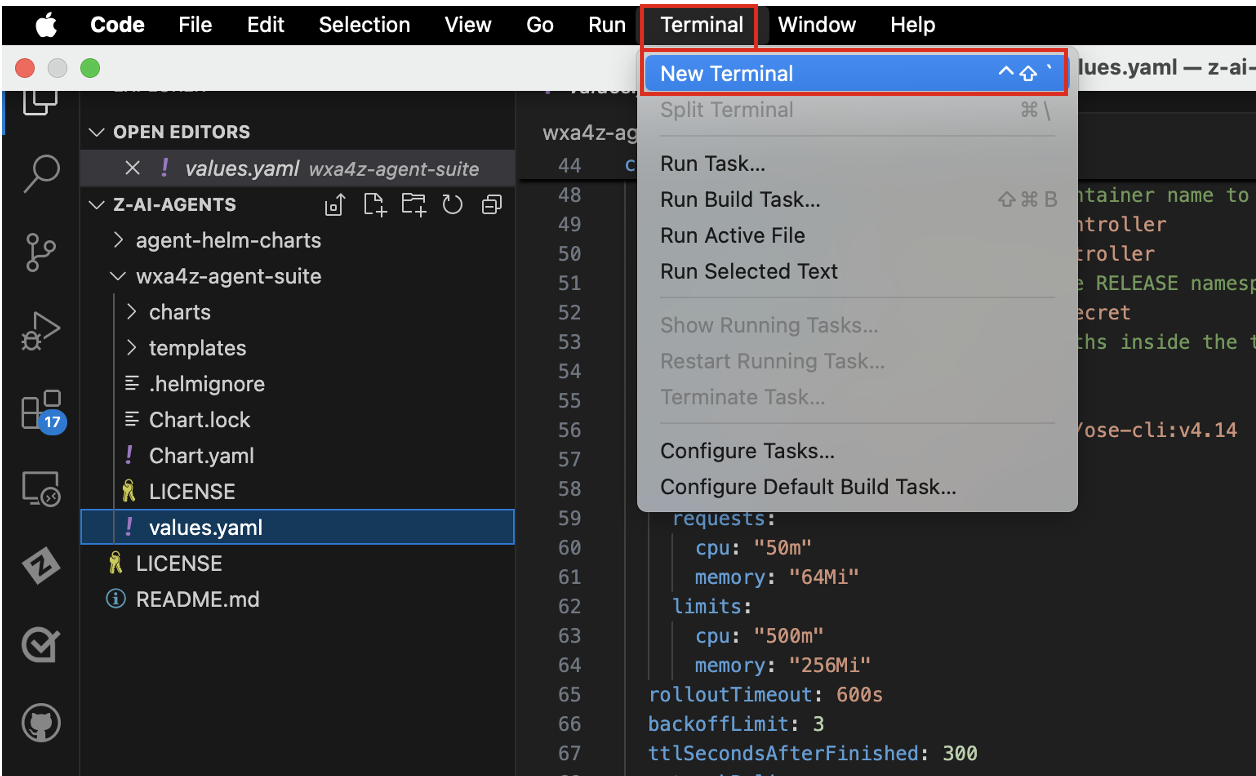 Code File Edit Selection View Go Run Terminal Window Help
lues.yaml — z-ai-
New Terminal ^⇧`
Split Terminal ⌘\
Run Task...
Run Build Task... ⇧⌘B
Run Active File
Run Selected Text
Show Running Tasks...
Restart Running Task...
Terminate Task...
Configure Tasks...
Configure Default Build Task...
OPEN EDITORS
! values.yaml wxa4z-agent-suite
Z-AI-AGENTS
agent-helm-charts
wxa4z-agent-suite
charts
templates
.helmignore
Chart.lock
! Chart.yaml
LICENSE
! values.yaml
LICENSE
README.md
17
wxa4z-ag
44 c
48 ntainer name to
49 ntroller
50 troller
51 e RELEASE namesp
52 ecret
53 ths inside the t
54
55
56 /ose-cli:v4.14
57
58
59 requests:
60 cpu: "50m"
61 memory: "64Mi"
62 limits:
63 cpu: "500m"
64 memory: "256Mi"
65 rolloutTimeout: 600s
66 backoffLimit: 3
67 ttlSecondsAfterFinished: 300